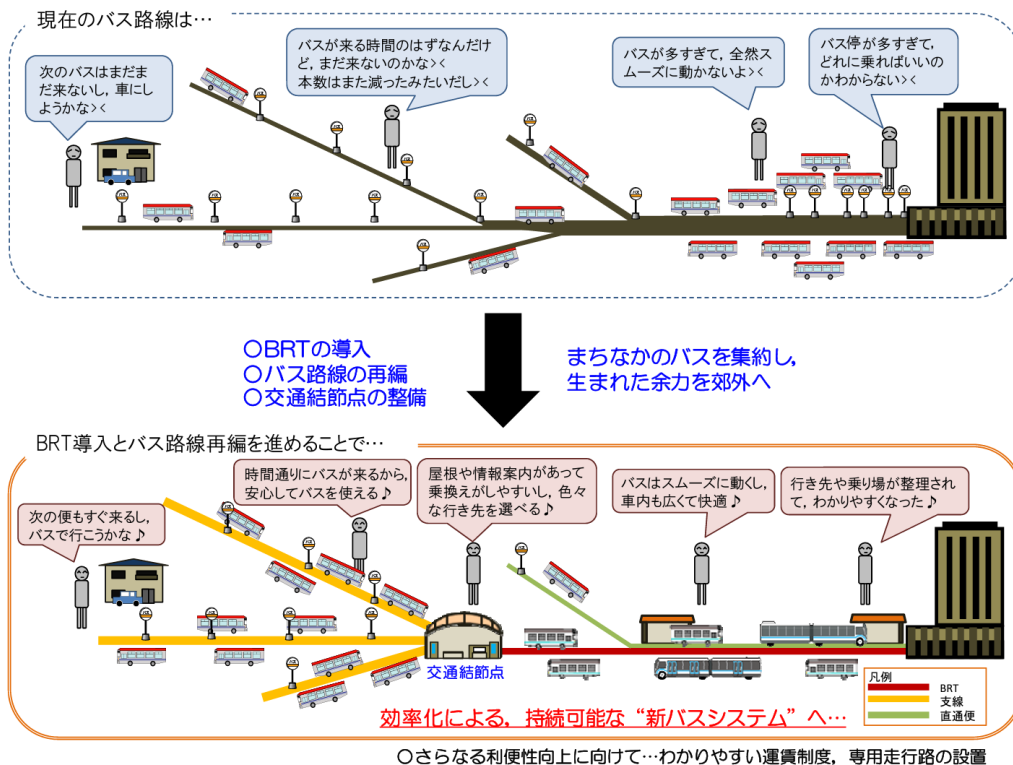 現在のバス路線は…
次のバスはまだま
だ来ないし，車にし
ようかな><
バスが来る時間のはずなんだけ
ど，まだ来ないのかな><
本数はまた減ったみたいだし><
バスが多すぎて，全然ス
ムーズに動かないよ><
バス停が多すぎて，
どれに乗ればいいの
かわからない><
○BRTの導入
○バス路線の再編
○交通結節点の整備
まちなかのバスを集約し，
生まれた余力を郊外へ
BRT導入とバス路線再編を進めることで…
次の便もすぐ来るし，
バスで行こうかな♪
時間通りにバスが来るから，
安心してバスを使える♪
屋根や情報案内があって
乗換えがしやすいし，色々
な行き先を選べる♪
バスはスムーズに動くし，
車内も広くて快適♪
行き先や乗り場が整理され
て，わかりやすくなった♪
交通結節点
凡例
BRT
支線
直通便
効率化による，持続可能な“新バスシステム”へ…
○さらなる利便性向上に向けて…わかりやすい運賃制度，専用走行路の設置